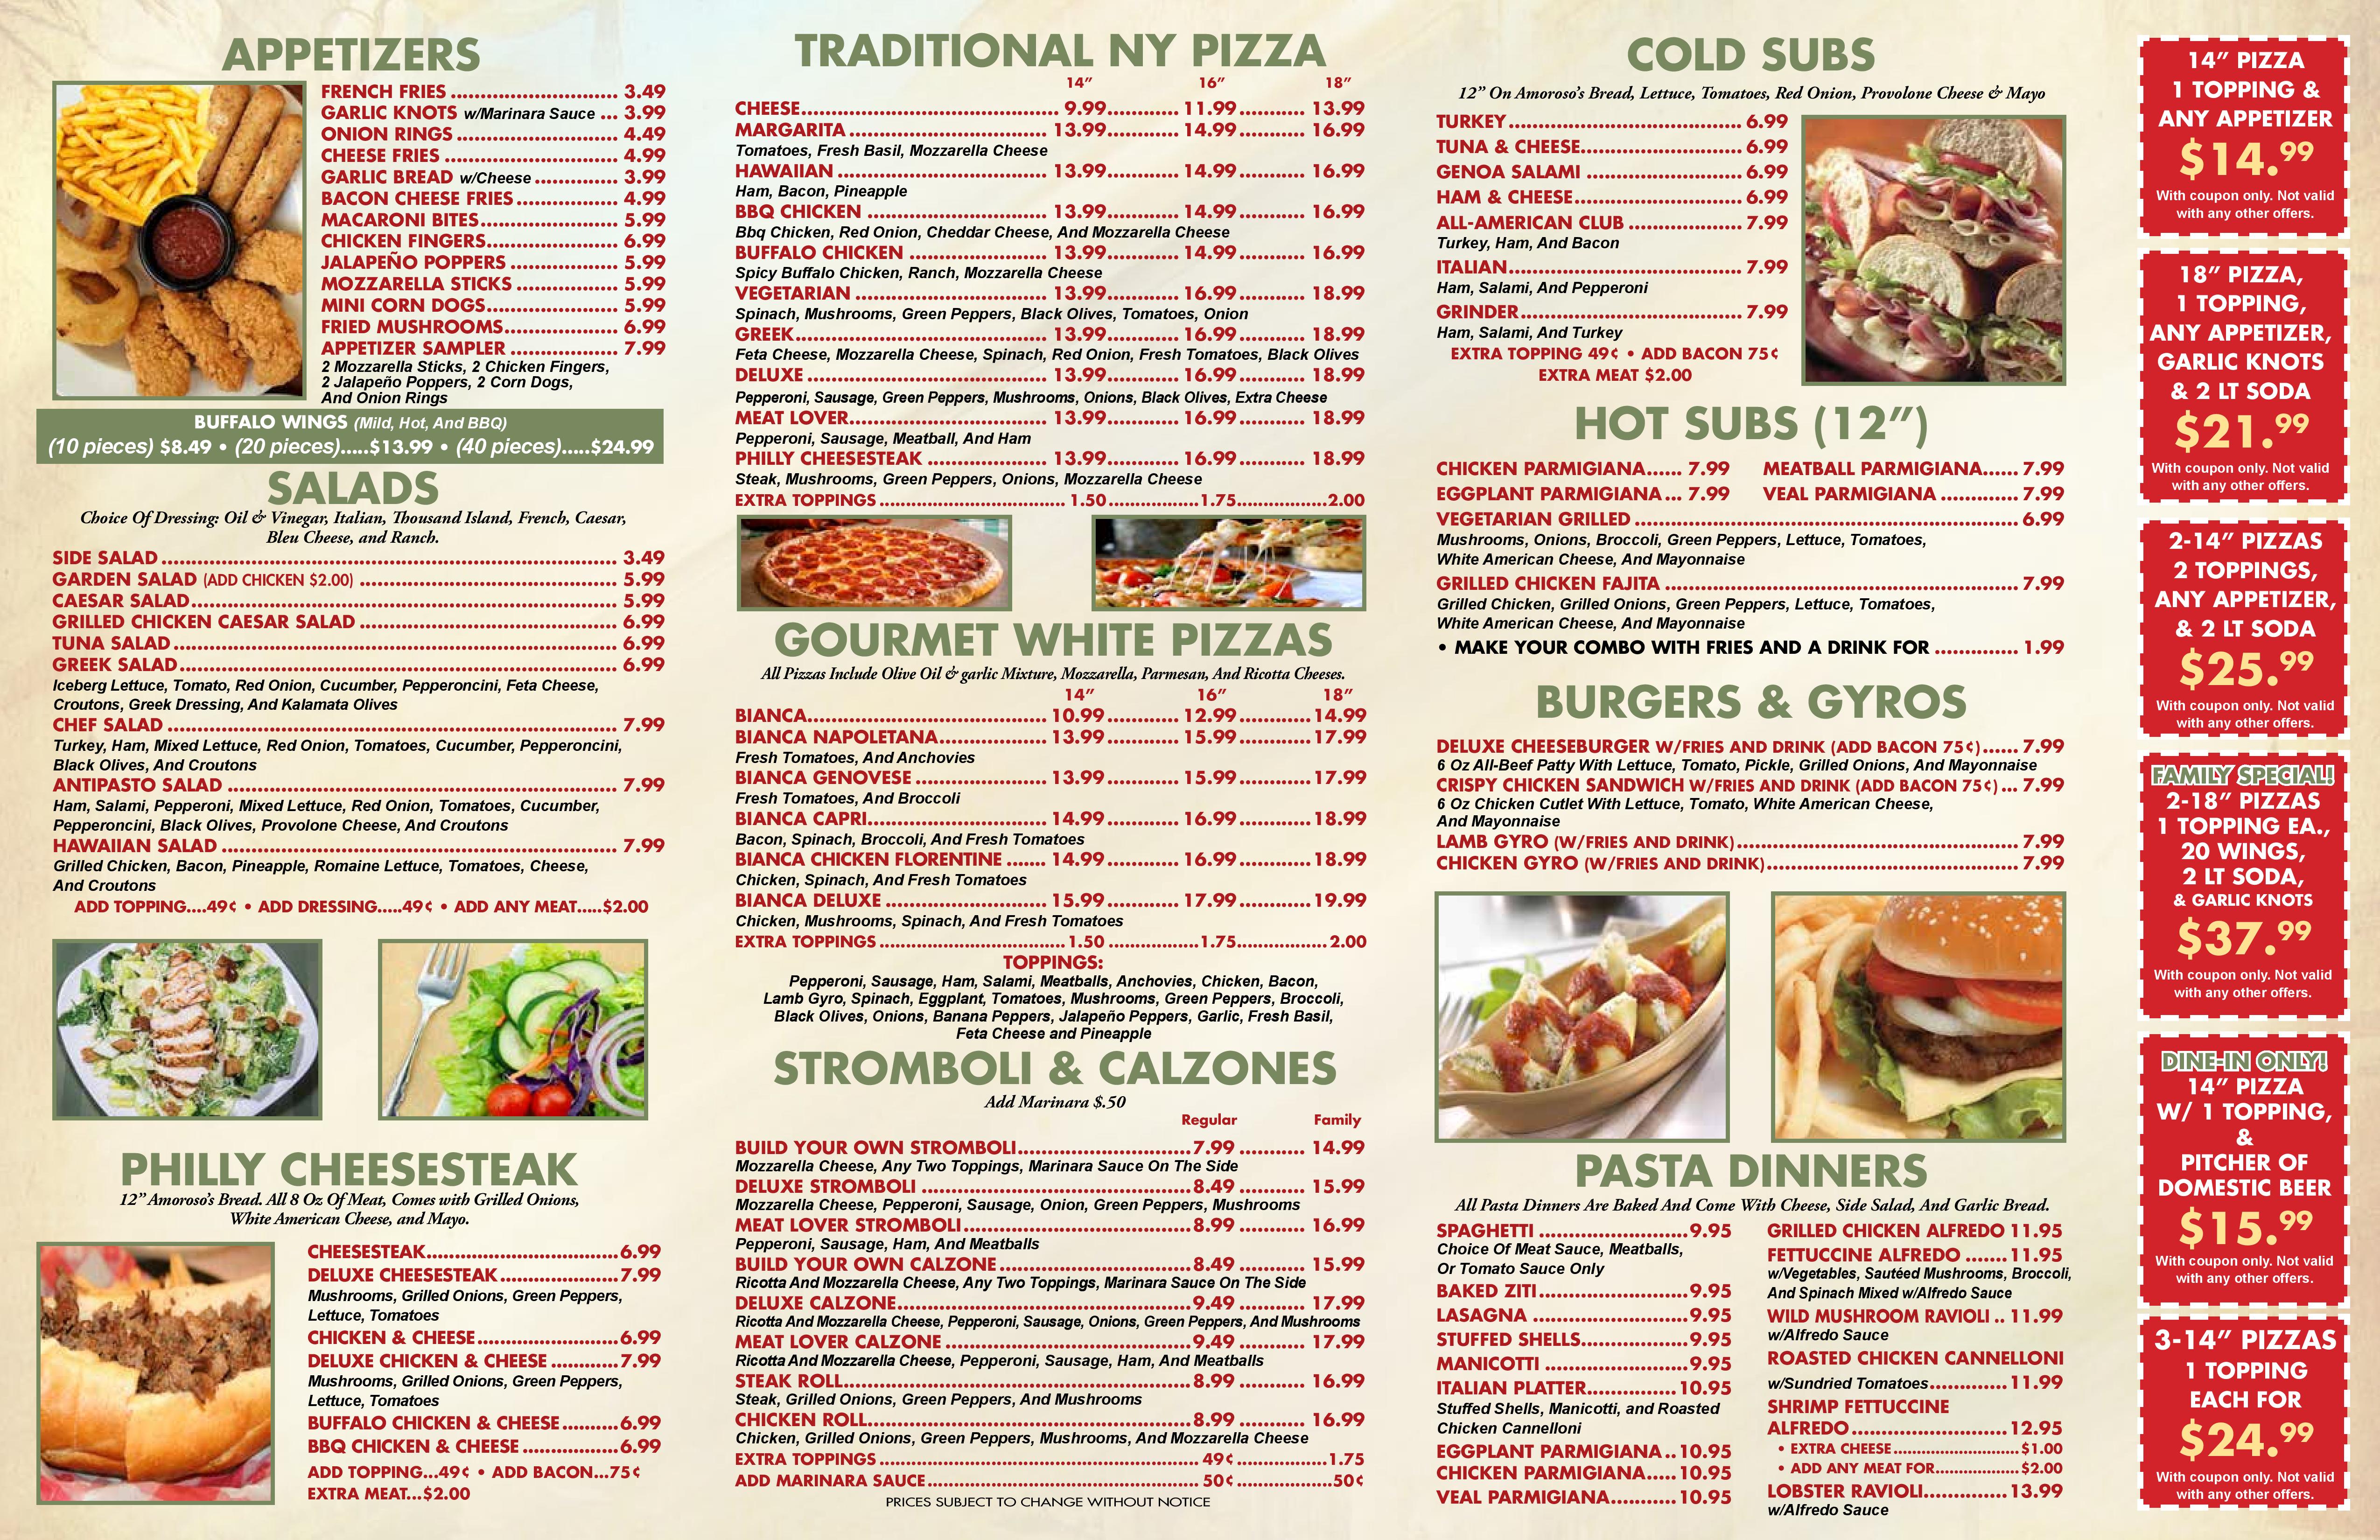 APPETIZERS
FRENCH FRIES ............................ 3.49
GARLIC KNOTS w/Marinara Sauce ... 3.99
ONION RINGS ........................... 4.49
CHEESE FRIES ............................. 4.99
GARLIC BREAD w/Cheese .............. 3.99
BACON CHEESE FRIES ................. 4.99
MACARONI BITES....................... 5.99
CHICKEN FINGERS...................... 6.99
JALAPEÑO POPPERS .................. 5.99
MOZZARELLA STICKS ................. 5.99
MINI CORN DOGS...................... 5.99
FRIED MUSHROOMS................... 6.99
APPETIZER SAMPLER .................. 7.99
2 Mozzarella Sticks, 2 Chicken Fingers,
2 Jalapeño Poppers, 2 Corn Dogs,
And Onion Rings
BUFFALO WINGS (Mild, Hot, And BBQ)
(10 pieces) $8.49 • (20 pieces).....$13.99 • (40 pieces).....$24.99
SALADS
Choice Of Dressing: Oil & Vinegar, Italian, Thousand Island, French, Caesar,
Bleu Cheese, and Ranch.
SIDE SALAD ............................ 3.49
GARDEN SALAD (ADD CHICKEN $2.00) ............................ 5.99
CAESAR SALAD............................ 5.99
GRILLED CHICKEN CAESAR SALAD ............................ 6.99
TUNA SALAD............................ 6.99
GREEK SALAD............................ 6.99
Iceberg Lettuce, Tomato, Red Onion, Cucumber, Pepperoncini, Feta Cheese,
Croutons, Greek Dressing, And Kalamata Olives
CHEF SALAD ............................ 7.99
Turkey, Ham, Mixed Lettuce, Red Onion, Tomatoes, Cucumber, Pepperoncini,
Black Olives, And Croutons
ANTIPASTO SALAD ............................ 7.99
Ham, Salami, Pepperoni, Mixed Lettuce, Red Onion, Tomatoes, Cucumber,
Pepperoncini, Black Olives, Provolone Cheese, And Croutons
HAWAIIAN SALAD ............................ 7.99
Grilled Chicken, Bacon, Pineapple, Romaine Lettuce, Tomatoes, Cheese,
And Croutons
ADD TOPPING....49¢ • ADD DRESSING.....49¢ • ADD ANY MEAT.....$2.00
PHILLY CHEESESTEAK
12” Amoroso’s Bread. All 8 Oz Of Meat, Comes with Grilled Onions,
White American Cheese, and Mayo.
CHEESESTEAK............................6.99
DELUXE CHEESESTEAK....................7.99
Mushrooms, Grilled Onions, Green Peppers,
Lettuce, Tomatoes
CHICKEN & CHEESE.......................6.99
DELUXE CHICKEN & CHEESE ............7.99
Mushrooms, Grilled Onions, Green Peppers,
Lettuce, Tomatoes
BUFFALO CHICKEN & CHEESE..........6.99
BBQ CHICKEN & CHEESE.................6.99
ADD TOPPING...49¢ • ADD BACON...75¢
EXTRA MEAT...$2.00
TRADITIONAL NY PIZZA
14” 16” 18”
CHEESE............................ 9.99............ 11.99........... 13.99
MARGARITA ............................ 13.99............ 14.99........... 16.99
Tomatoes, Fresh Basil, Mozzarella Cheese
HAWAIIAN ............................ 13.99............ 14.99........... 16.99
Ham, Bacon, Pineapple
BBQ CHICKEN ............................ 13.99............ 14.99........... 16.99
Bbq Chicken, Red Onion, Cheddar Cheese, And Mozzarella Cheese
BUFFALO CHICKEN ............................ 13.99............ 14.99........... 16.99
Spicy Buffalo Chicken, Ranch, Mozzarella Cheese
VEGETARIAN ............................ 13.99............ 16.99........... 18.99
Spinach, Mushrooms, Green Peppers, Black Olives, Tomatoes, Onion
GREEK............................ 13.99............ 16.99........... 18.99
Feta Cheese, Mozzarella Cheese, Spinach, Red Onion, Fresh Tomatoes, Black Olives
DELUXE ............................ 13.99............ 16.99........... 18.99
Pepperoni, Sausage, Green Peppers, Mushrooms, Onions, Black Olives, Extra Cheese
MEAT LOVER............................ 13.99............ 16.99........... 18.99
Pepperoni, Sausage, Meatball, And Ham
PHILLY CHEESESTEAK .................... 13.99............ 16.99........... 18.99
Steak, Mushrooms, Green Peppers, Onions, Mozzarella Cheese
EXTRA TOPPINGS ............................ 1.50..................1.75..................2.00
GOURMET WHITE PIZZAS
All Pizzas Include Olive Oil & garlic Mixture, Mozzarella, Parmesan, And Ricotta Cheeses.
14” 16” 18”
BIANCA............................ 10.99............ 12.99............14.99
BIANCA NAPOLETANA.................. 13.99............ 15.99............17.99
Fresh Tomatoes, And Anchovies
BIANCA GENOVESE ...................... 13.99............ 15.99............17.99
Fresh Tomatoes, And Broccoli
BIANCA CAPRI............................ 14.99............ 16.99............18.99
Bacon, Spinach, Broccoli, And Fresh Tomatoes
BIANCA CHICKEN FLORENTINE ....... 14.99............ 16.99............18.99
Chicken, Spinach, And Fresh Tomatoes
BIANCA DELUXE ........................... 15.99............ 17.99............19.99
Chicken, Mushrooms, Spinach, And Fresh Tomatoes
EXTRA TOPPINGS ............................ 1.50 ..................1.75.................. 2.00
TOPPINGS:
Pepperoni, Sausage, Ham, Salami, Meatballs, Anchovies, Chicken, Bacon,
Lamb Gyro, Spinach, Eggplant, Tomatoes, Mushrooms, Green Peppers, Broccoli,
Black Olives, Onions, Banana Peppers, Jalapeño Peppers, Garlic, Fresh Basil,
Feta Cheese and Pineapple
STROMBOLI & CALZONES
Add Marinara $.50
Regular Family
BUILD YOUR OWN STROMBOLI............................7.99 ........... 14.99
Mozzarella Cheese, Any Two Toppings, Marinara Sauce On The Side
DELUXE STROMBOLI ............................8.49 ........... 15.99
Mozzarella Cheese, Pepperoni, Sausage, Onion, Green Peppers, Mushrooms
MEAT LOVER STROMBOLI............................8.99 ........... 16.99
Pepperoni, Sausage, Ham, And Meatballs
BUILD YOUR OWN CALZONE............................8.49 ........... 15.99
Ricotta And Mozzarella Cheese, Any Two Toppings, Marinara Sauce On The Side
DELUXE CALZONE............................9.49 ........... 17.99
Ricotta And Mozzarella Cheese, Pepperoni, Sausage, Onions, Green Peppers, And Mushrooms
MEAT LOVER CALZONE ............................9.49 ........... 17.99
Ricotta And Mozzarella Cheese, Pepperoni, Sausage, Ham, And Meatballs
STEAK ROLL............................8.99 ........... 16.99
Steak, Grilled Onions, Green Peppers, And Mushrooms
CHICKEN ROLL............................8.99 ........... 16.99
Chicken, Grilled Onions, Green Peppers, Mushrooms, And Mozzarella Cheese
EXTRA TOPPINGS ............................ 49¢ ..................1.75
ADD MARINARA SAUCE............................ 50¢ ..................50¢
PRICES SUBJECT TO CHANGE WITHOUT NOTICE
COLD SUBS
12” On Amoroso’s Bread, Lettuce, Tomatoes, Red Onion, Provolone Cheese & Mayo
TURKEY............................ 6.99
TUNA & CHEESE............................ 6.99
GENOA SALAMI ............................ 6.99
HAM & CHEESE............................ 6.99
ALL-AMERICAN CLUB ................... 7.99
Turkey, Ham, And Bacon
ITALIAN............................ 7.99
Ham, Salami, And Pepperoni
GRINDER............................ 7.99
Ham, Salami, And Turkey
EXTRA TOPPING 49¢ • ADD BACON 75¢
EXTRA MEAT $2.00
HOT SUBS (12”)
CHICKEN PARMIGIANA...... 7.99 MEATBALL PARMIGIANA...... 7.99
EGGPLANT PARMIGIANA ... 7.99 VEAL PARMIGIANA ............. 7.99
VEGETARIAN GRILLED ............................ 6.99
Mushrooms, Onions, Broccoli, Green Peppers, Lettuce, Tomatoes,
White American Cheese, And Mayonnaise
GRILLED CHICKEN FAJITA ............................ 7.99
Grilled Chicken, Grilled Onions, Green Peppers, Lettuce, Tomatoes,
White American Cheese, And Mayonnaise
• MAKE YOUR COMBO WITH FRIES AND A DRINK FOR .............. 1.99
BURGERS & GYROS
DELUXE CHEESEBURGER W/FRIES AND DRINK (ADD BACON 75¢)...... 7.99
6 Oz All-Beef Patty With Lettuce, Tomato, Pickle, Grilled Onions, And Mayonnaise
CRISPY CHICKEN SANDWICH W/FRIES AND DRINK (ADD BACON 75¢) ... 7.99
6 Oz Chicken Cutlet With Lettuce, Tomato, White American Cheese,
And Mayonnaise
LAMB GYRO (W/FRIES AND DRINK)............................ 7.99
CHICKEN GYRO (W/FRIES AND DRINK)............................ 7.99
PASTA DINNERS
All Pasta Dinners Are Baked And Come With Cheese, Side Salad, And Garlic Bread.
SPAGHETTI ..........................9.95
Choice Of Meat Sauce, Meatballs,
Or Tomato Sauce Only
BAKED ZITI ..........................9.95
LASAGNA ..........................9.95
STUFFED SHELLS...................9.95
MANICOTTI .........................9.95
ITALIAN PLATTER............... 10.95
Stuffed Shells, Manicotti, and Roasted
Chicken Cannelloni
EGGPLANT PARMIGIANA .. 10.95
CHICKEN PARMIGIANA..... 10.95
VEAL PARMIGIANA........... 10.95
GRILLED CHICKEN ALFREDO 11.95
FETTUCCINE ALFREDO ....... 11.95
w/Vegetables, Sautéed Mushrooms, Broccoli,
And Spinach Mixed w/Alfredo Sauce
WILD MUSHROOM RAVIOLI .. 11.99
w/Alfredo Sauce
ROASTED CHICKEN CANNELLONI
w/Sundried Tomatoes............. 11.99
SHRIMP FETTUCCINE
ALFREDO.......................... 12.95
• EXTRA CHEESE.......................... $1.00
• ADD ANY MEAT FOR.................. $2.00
LOBSTER RAVIOLI.............. 13.99
w/Alfredo Sauce
14” PIZZA
1 TOPPING &
ANY APPETIZER
$14.99
With coupon only. Not valid
with any other offers.
18” PIZZA,
1 TOPPING,
ANY APPETIZER,
GARLIC KNOTS
& 2 LT SODA
$21.99
With coupon only. Not valid
with any other offers.
2-14” PIZZAS
2 TOPPINGS,
ANY APPETIZER,
& 2 LT SODA
$25.99
With coupon only. Not valid
with any other offers.
FAMILY SPECIAL!
2-18” PIZZAS
1 TOPPING EA.,
20 WINGS,
2 LT SODA,
& GARLIC KNOTS
$37.99
With coupon only. Not valid
with any other offers.
DINE-IN ONLY!
14” PIZZA
W/ 1 TOPPING,
&
PITCHER OF
DOMESTIC BEER
$15.99
With coupon only. Not valid
with any other offers.
3-14” PIZZAS
1 TOPPING
EACH FOR
$24.99
With coupon only. Not valid
with any other offers.